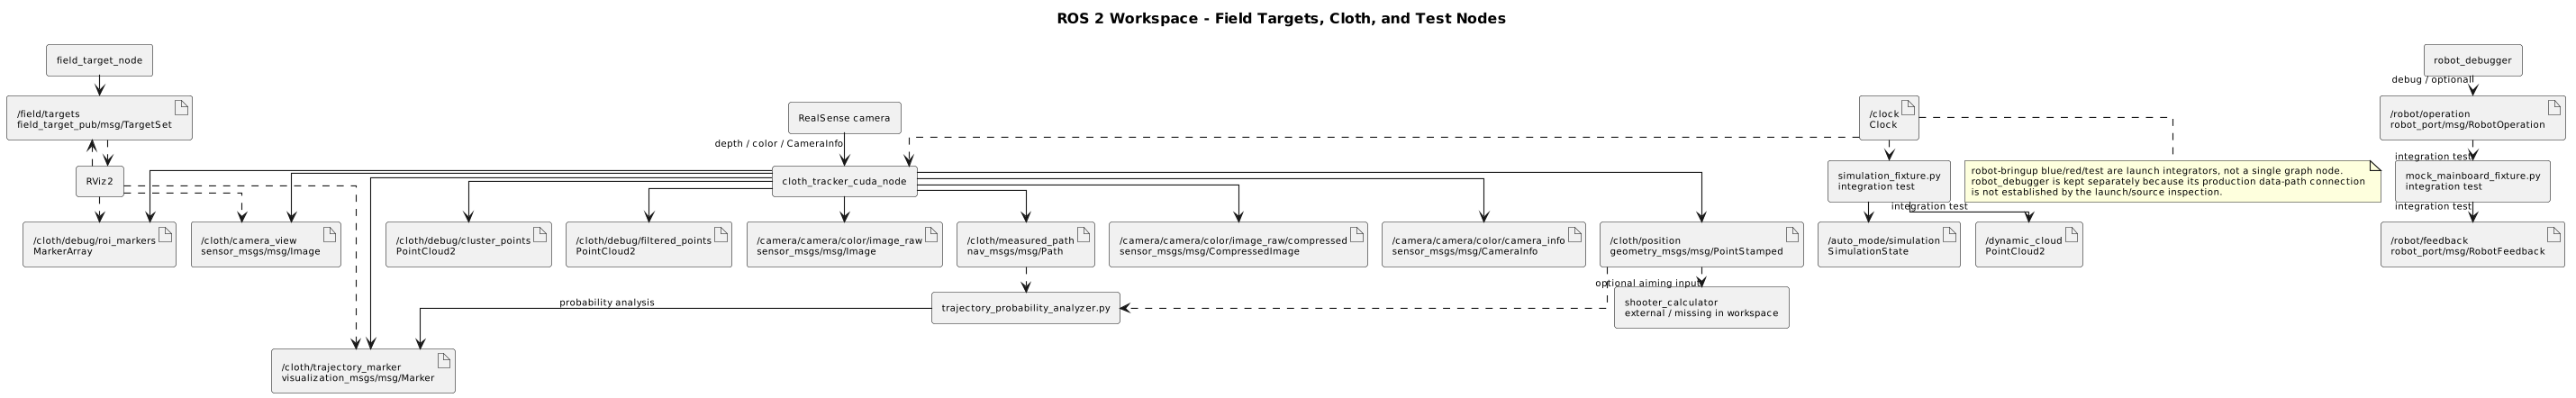 ROS 2 Workspace - Field Targets, Cloth, and Test Nodes
field_target_node
robot_debugger
debug / optional
/field/targets
field_target_pub/msg/TargetSet
RealSense camera
/clock
Clock
/robot/operation
robot_port/msg/RobotOperation
depth / color / CameraInfo
integration test
RViz2
cloth_tracker_cuda_node
simulation_fixture.py
integration test
robot-bringup blue/red/test are launch integrators, not a single graph node.
robot_debugger is kept separately because its production data-path connection
is not established by the launch/source inspection.
mock_mainboard_fixture.py
integration test
integration test
integration test
/cloth/debug/roi_markers
MarkerArray
/cloth/camera_view
sensor_msgs/msg/Image
/cloth/debug/cluster_points
PointCloud2
/cloth/debug/filtered_points
PointCloud2
/camera/camera/color/image_raw
sensor_msgs/msg/Image
/cloth/measured_path
nav_msgs/msg/Path
/camera/camera/color/image_raw/compressed
sensor_msgs/msg/CompressedImage
/camera/camera/color/camera_info
sensor_msgs/msg/CameraInfo
/cloth/position
geometry_msgs/msg/PointStamped
/auto_mode/simulation
SimulationState
/dynamic_cloud
PointCloud2
/robot/feedback
robot_port/msg/RobotFeedback
optional aiming input
probability analysis
trajectory_probability_analyzer.py
shooter_calculator
external / missing in workspace
/cloth/trajectory_marker
visualization_msgs/msg/Marker